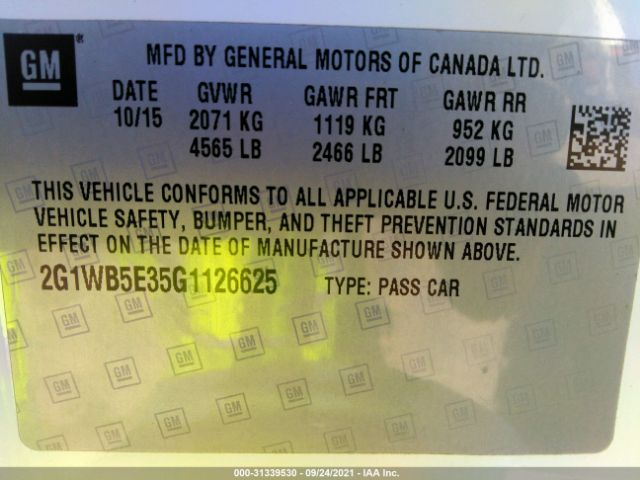 GM
MFD BY GENERAL MOTORS OF CANADA LTD.
DATE GVWR GAWR FRT GAWR RR
10/15 2071 KG 1119 KG 952 KG
4565 LB 2466 LB 2099 LB
THIS VEHICLE CONFORMS TO ALL APPLICABLE U.S. FEDERAL MOTOR
VEHICLE SAFETY, BUMPER, AND THEFT PREVENTION STANDARDS IN
EFFECT ON THE DATE OF MANUFACTURE SHOWN ABOVE.
2G1WB5E35G1126625 TYPE: PASS CAR
000-31339530 - 09/24/2021 - IAA Inc.